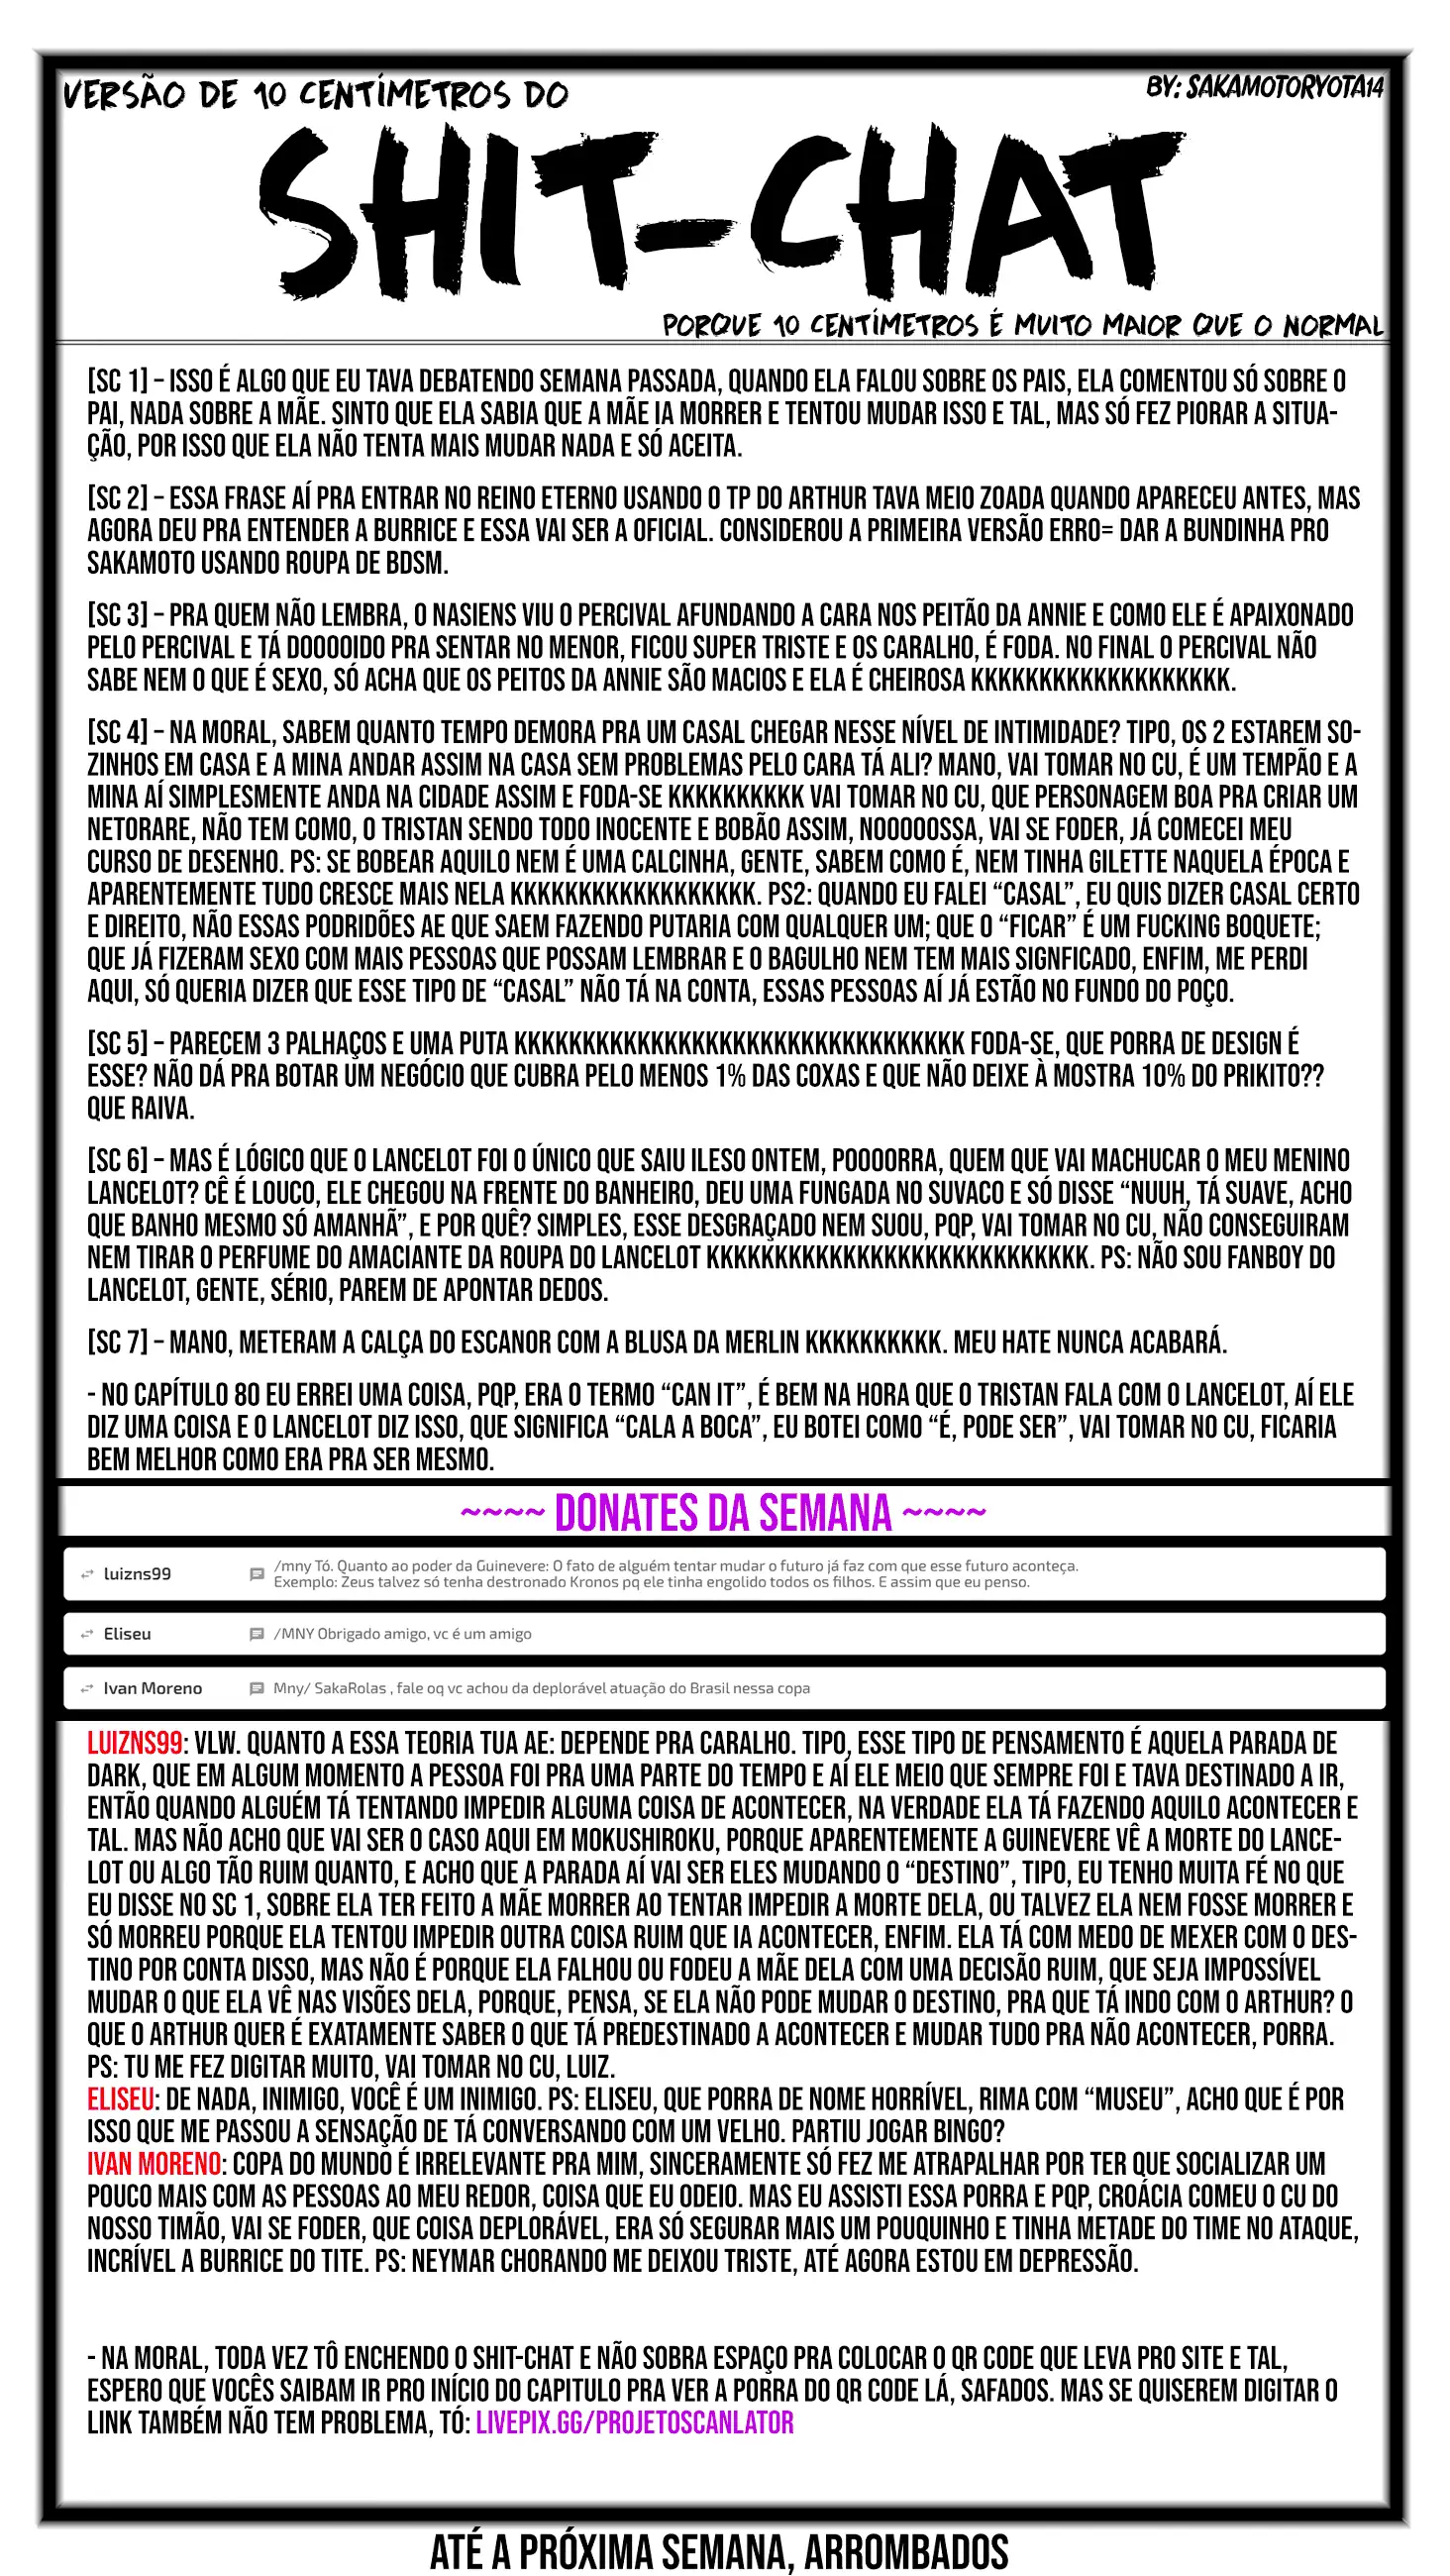 VERSÃO DE 10 CENTÍMETROS DO
BY: SAKAMOTORYOTA14
SHIT-CHAT
PORQUE 10 CENTÍMETROS É MUITO MAIOR QUE O NORMAL
[SC 1] – ISSO É ALGO QUE EU TAVA DEBATENDO SEMANA PASSADA, QUANDO ELA FALOU SOBRE OS PAIS, ELA COMENTOU SÓ SOBRE O
PAI, NADA SOBRE A MÃE. SINTO QUE ELA SABIA QUE A MÃE IA MORRER E TENTOU MUDAR ISSO E TAL, MAS SÓ FEZ PIORAR A SITUA-
ÇÃO, POR ISSO QUE ELA NÃO TENTA MAIS MUDAR NADA E SÓ ACEITA.
[SC 2] – ESSA FRASE AÍ PRA ENTRAR NO REINO ETERNO USANDO O TP DO ARTHUR TAVA MEIO ZOADA QUANDO APARECEU ANTES, MAS
AGORA DEU PRA ENTENDER A BURRICE E ESSA VAI SER A OFICIAL. CONSIDEROU A PRIMEIRA VERSÃO ERRO= DAR A BUNDINHA PRO
SAKAMOTO USANDO ROUPA DE BDSM.
[SC 3] – PRA QUEM NÃO LEMBRA, O NASIENS VIU O PERCIVAL AFUNDANDO A CARA NOS PEITÃO DA ANNIE E COMO ELE É APAIXONADO
PELO PERCIVAL E TÁ DOOOOIDO PRA SENTAR NO MENOR, FICOU SUPER TRISTE E OS CARALHO, É FODA. NO FINAL O PERCIVAL NÃO
SABE NEM O QUE É SEXO, SÓ ACHA QUE OS PEITOS DA ANNIE SÃO MACIOS E ELA É CHEIROSA KKKKKKKKKKKKKKKKKKK.
[SC 4] – NA MORAL, SABEM QUANTO TEMPO DEMORA PRA UM CASAL CHEGAR NESSE NÍVEL DE INTIMIDADE? TIPO, OS 2 ESTAREM SO-
ZINHOS EM CASA E A MINA ANDAR ASSIM NA CASA SEM PROBLEMAS PELO CARA TÁ ALI? MANO, VAI TOMAR NO CU, É UM TEMPÃO E A
MINA AÍ SIMPLESMENTE ANDA NA CIDADE ASSIM E FODA-SE KKKKKKKKKK VAI TOMAR NO CU, QUE PERSONAGEM BOA PRA CRIAR UM
NETORARE, NÃO TEM COMO, O TRISTAN SENDO TODO INOCENTE E BOBÃO ASSIM, NOOOOOSSA, VAI SE FODER, JÁ COMECEI MEU
CURSO DE DESENHO. PS: SE BOBEAR AQUILO NEM É UMA CALCINHA, GENTE, SABEM COMO É, NEM TINHA GILETTE NAQUELA ÉPOCA E
APARENTEMENTE TUDO CRESCE MAIS NELA KKKKKKKKKKKKKKKKKK. PS2: QUANDO EU FALEI “CASAL”, EU QUIS DIZER CASAL CERTO
E DIREITO, NÃO ESSAS PODRIDÕES AE QUE SAEM FAZENDO PUTARIA COM QUALQUER UM; QUE O “FICAR” É UM FUCKING BOQUETE;
QUE JÁ FIZERAM SEXO COM MAIS PESSOAS QUE POSSAM LEMBRAR E O BAGULHO NEM TEM MAIS SIGNFICADO, ENFIM, ME PERDI
AQUI, SÓ QUERIA DIZER QUE ESSE TIPO DE “CASAL” NÃO TÁ NA CONTA, ESSAS PESSOAS AÍ JÁ ESTÃO NO FUNDO DO POÇO.
[SC 5] – PARECEM 3 PALHAÇOS E UMA PUTA KKKKKKKKKKKKKKKKKKKKKKKKKKKKKKKKK FODA-SE, QUE PORRA DE DESIGN É
ESSE? NÃO DÁ PRA BOTAR UM NEGÓCIO QUE CUBRA PELO MENOS 1% DAS COXAS E QUE NÃO DEIXE À MOSTRA 10% DO PRIKITO??
QUE RAIVA.
[SC 6] – MAS É LÓGICO QUE O LANCELOT FOI O ÚNICO QUE SAIU ILESO ONTEM, POOOORRA, QUEM QUE VAI MACHUCAR O MEU MENINO
LANCELOT? CÊ É LOUCO, ELE CHEGOU NA FRENTE DO BANHEIRO, DEU UMA FUNGADA NO SUVACO E SÓ DISSE “NUUH, TÁ SUAVE, ACHO
QUE BANHO MESMO SÓ AMANHÔ, E POR QUÊ? SIMPLES, ESSE DESGRAÇADO NEM SUOU, PQP, VAI TOMAR NO CU, NÃO CONSEGUIRAM
NEM TIRAR O PERFUME DO AMACIANTE DA ROUPA DO LANCELOT KKKKKKKKKKKKKKKKKKKKKKKKKKKK. PS: NÃO SOU FANBOY DO
LANCELOT, GENTE, SÉRIO, PAREM DE APONTAR DEDOS.
[SC 7] – MANO, METERAM A CALÇA DO ESCANOR COM A BLUSA DA MERLIN KKKKKKKKKK. MEU HATE NUNCA ACABARÁ.
- NO CAPÍTULO 80 EU ERREI UMA COISA, PQP, ERA O TERMO “CAN IT”, É BEM NA HORA QUE O TRISTAN FALA COM O LANCELOT, AÍ ELE
DIZ UMA COISA E O LANCELOT DIZ ISSO, QUE SIGNIFICA “CALA A BOCA”, EU BOTEI COMO “É, PODE SER”, VAI TOMAR NO CU, FICARIA
BEM MELHOR COMO ERA PRA SER MESMO.
~~~~ DONATES DA SEMANA ~~~~
luizns99
/mny Tó. Quanto ao poder da Guinevere: O fato de alguém tentar mudar o futuro já faz com que esse futuro aconteça.
Exemplo: Zeus talvez só tenha destronado Kronos pq ele tinha engolido todos os filhos. E assim que eu penso.
Eliseu
/MNY Obrigado amigo, vc é um amigo
Ivan Moreno
Mny/ SakaRolas , fale oq vc achou da deplorável atuação do Brasil nessa copa
LUIZNS99: VLW. QUANTO A ESSA TEORIA TUA AE: DEPENDE PRA CARALHO. TIPO, ESSE TIPO DE PENSAMENTO É AQUELA PARADA DE
DARK, QUE EM ALGUM MOMENTO A PESSOA FOI PRA UMA PARTE DO TEMPO E AÍ ELE MEIO QUE SEMPRE FOI E TAVA DESTINADO A IR,
ENTÃO QUANDO ALGUÉM TÁ TENTANDO IMPEDIR ALGUMA COISA DE ACONTECER, NA VERDADE ELA TÁ FAZENDO AQUILO ACONTECER E
TAL. MAS NÃO ACHO QUE VAI SER O CASO AQUI EM MOKUSHIROKU, PORQUE APARENTEMENTE A GUINEVERE VÊ A MORTE DO LANCE-
LOT OU ALGO TÃO RUIM QUANTO, E ACHO QUE A PARADA AÍ VAI SER ELES MUDANDO O “DESTINO”, TIPO, EU TENHO MUITA FÉ NO QUE
EU DISSE NO SC 1, SOBRE ELA TER FEITO A MÃE MORRER AO TENTAR IMPEDIR A MORTE DELA, OU TALVEZ ELA NEM FOSSE MORRER E
SÓ MORREU PORQUE ELA TENTOU IMPEDIR OUTRA COISA RUIM QUE IA ACONTECER, ENFIM. ELA TÁ COM MEDO DE MEXER COM O DES-
TINO POR CONTA DISSO, MAS NÃO É PORQUE ELA FALHOU OU FODEU A MÃE DELA COM UMA DECISÃO RUIM, QUE SEJA IMPOSSÍVEL
MUDAR O QUE ELA VÊ NAS VISÕES DELA, PORQUE, PENSA, SE ELA NÃO PODE MUDAR O DESTINO, PRA QUE TÁ INDO COM O ARTHUR? O
QUE O ARTHUR QUER É EXATAMENTE SABER O QUE TÁ PREDESTINADO A ACONTECER E MUDAR TUDO PRA NÃO ACONTECER, PORRA.
PS: TU ME FEZ DIGITAR MUITO, VAI TOMAR NO CU, LUIZ.
ELISEU: DE NADA, INIMIGO, VOCÊ É UM INIMIGO. PS: ELISEU, QUE PORRA DE NOME HORRÍVEL, RIMA COM “MUSEU”, ACHO QUE É POR
ISSO QUE ME PASSOU A SENSAÇÃO DE TÁ CONVERSANDO COM UM VELHO. PARTIU JOGAR BINGO?
IVAN MORENO: COPA DO MUNDO É IRRELEVANTE PRA MIM, SINCERAMENTE SÓ FEZ ME ATRAPALHAR POR TER QUE SOCIALIZAR UM
POUCO MAIS COM AS PESSOAS AO MEU REDOR, COISA QUE EU ODEIO. MAS EU ASSISTI ESSA PORRA E PQP, CROÁCIA COMEU O CU DO
NOSSO TIMÃO, VAI SE FODER, QUE COISA DEPLORÁVEL, ERA SÓ SEGURAR MAIS UM POUQUINHO E TINHA METADE DO TIME NO ATAQUE,
INCRÍVEL A BURRICE DO TITE. PS: NEYMAR CHORANDO ME DEIXOU TRISTE, ATÉ AGORA ESTOU EM DEPRESSÃO.
- NA MORAL, TODA VEZ TÔ ENCHENDO O SHIT-CHAT E NÃO SOBRA ESPAÇO PRA COLOCAR O QR CODE QUE LEVA PRO SITE E TAL,
ESPERO QUE VOCÊS SAIBAM IR PRO INÍCIO DO CAPITULO PRA VER A PORRA DO QR CODE LÁ, SAFADOS. MAS SE QUISEREM DIGITAR O
LINK TAMBÉM NÃO TEM PROBLEMA, TÓ: LIVEPIX.GG/PROJETOSCANLATOR
ATÉ A PRÓXIMA SEMANA, ARROMBADOS